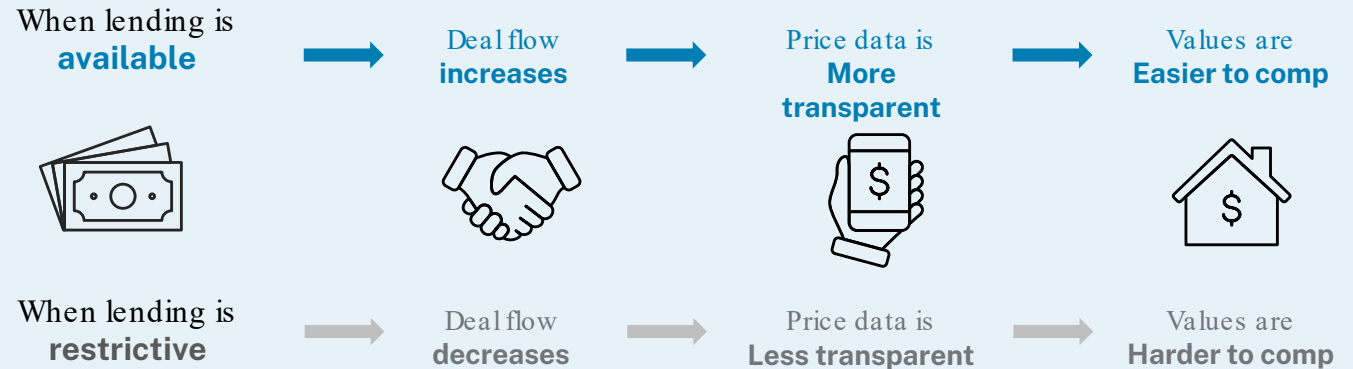 When lending is
available
Deal flow
increases
Price data is
More
transparent
Values are
Easier to comp
$
$
When lending is
restrictive
Deal flow
decreases
Price data is
Less transparent
Values are
Harder to comp